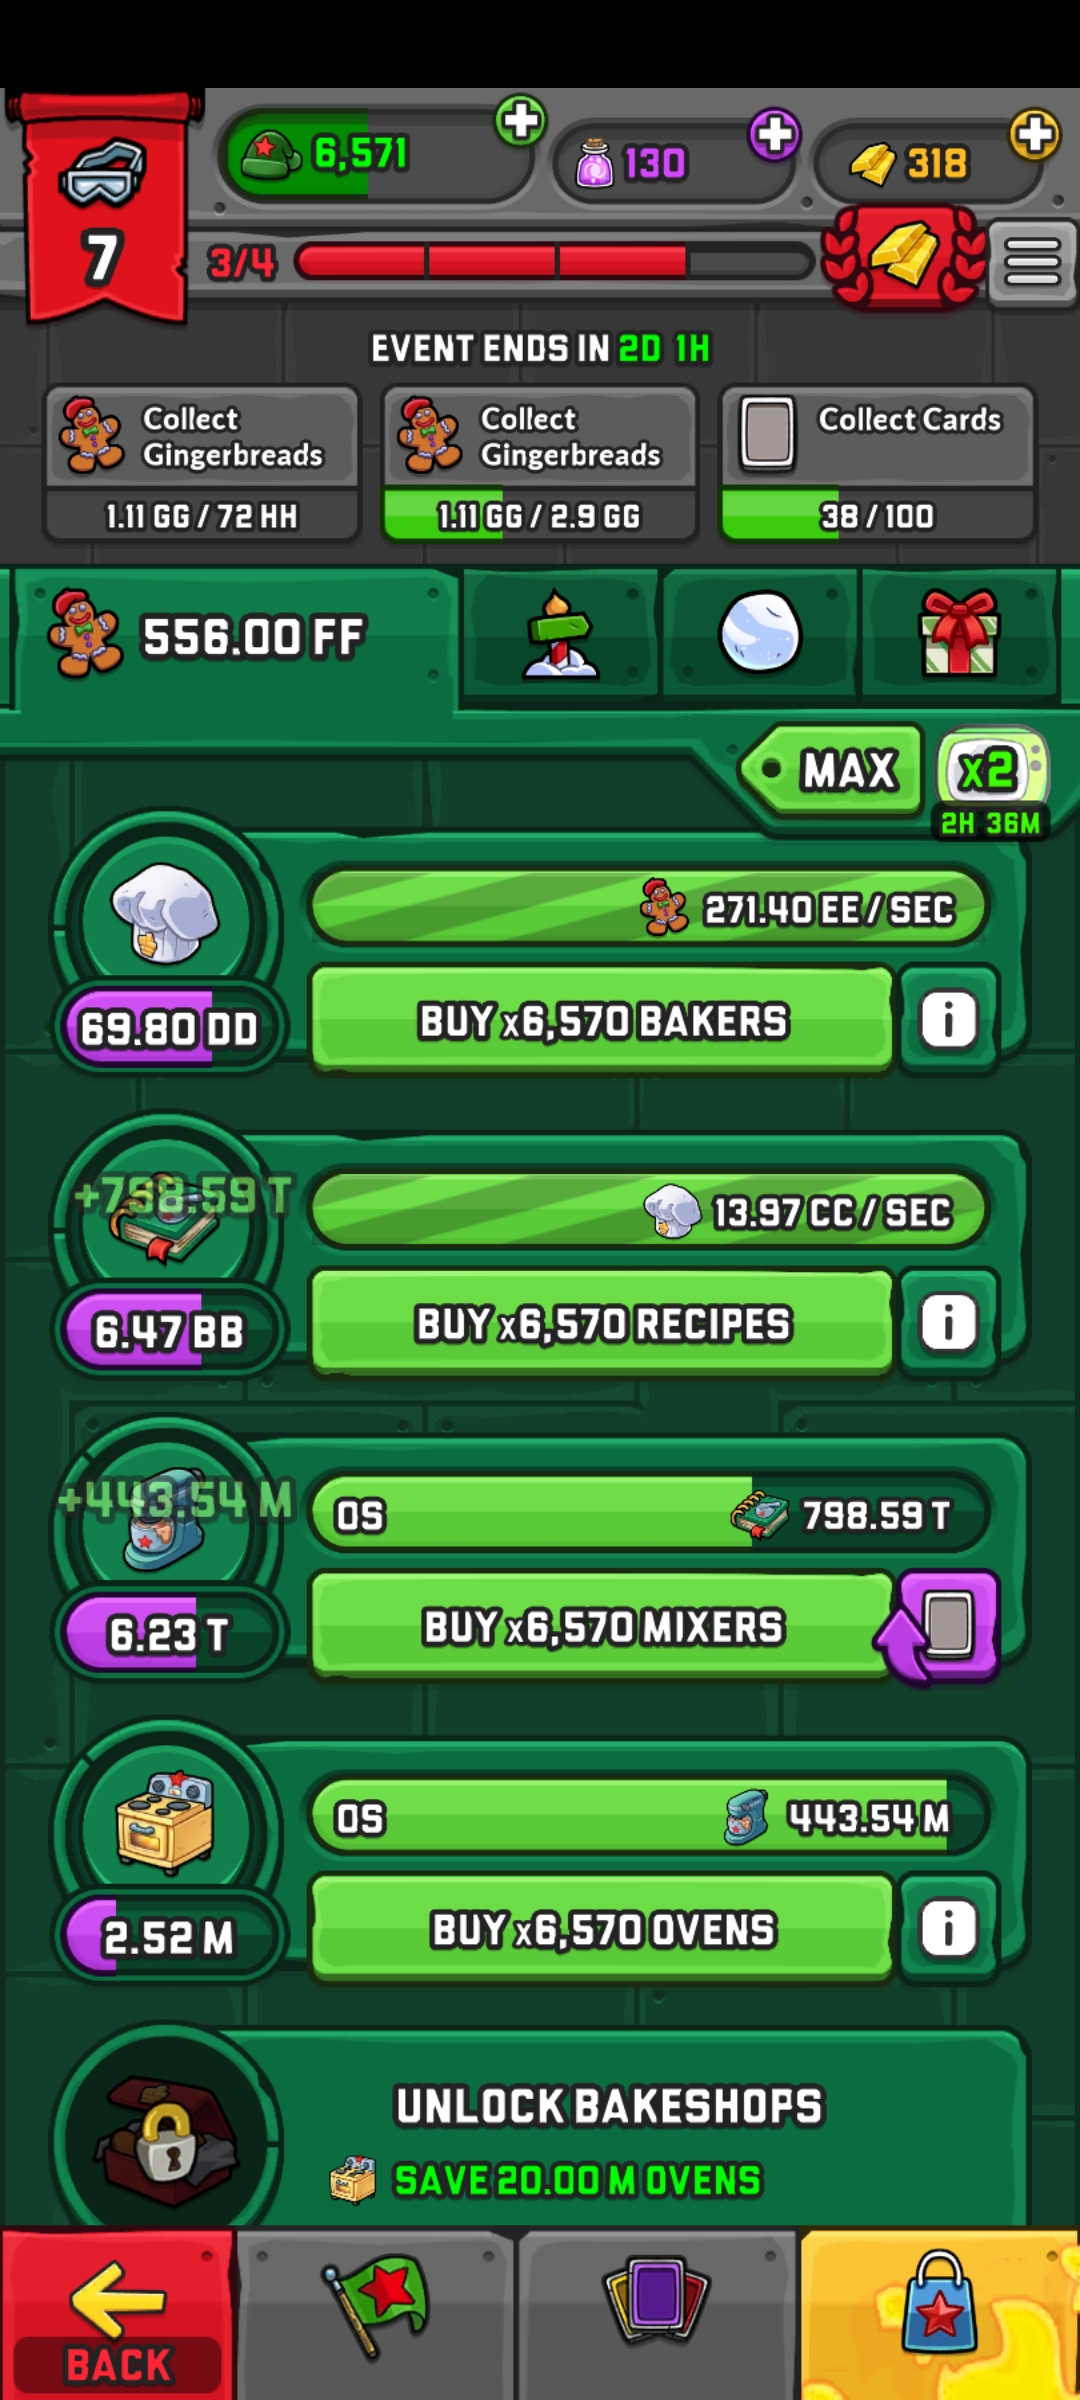 6,571
130
318
7
3/4
EVENT ENDS IN 2D 1H
Collect
Gingerbreads
1.11 GG / 72 HH
Collect
Gingerbreads
1.11 GG / 2.9 GG
Collect Cards
38 / 100
556.00 FF
MAX
x2
2H 36M
271.40 EE / SEC
69.80 DD
BUY x6,570 BAKERS
i
+798.59 T
13.97 CC / SEC
6.47 BB
BUY x6,570 RECIPES
i
+443.54 M
0S
798.59 T
6.23 T
BUY x6,570 MIXERS
0S
443.54 M
2.52 M
BUY x6,570 OVENS
i
UNLOCK BAKESHOPS
SAVE 20.00 M OVENS
BACK